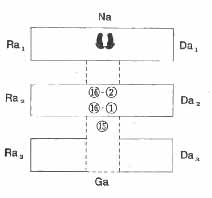 Na
Ra₁ Da₁
⑯-②
Ra₂ Da₂
⑯-①
⑮
Ra₃ Da₃
Ga